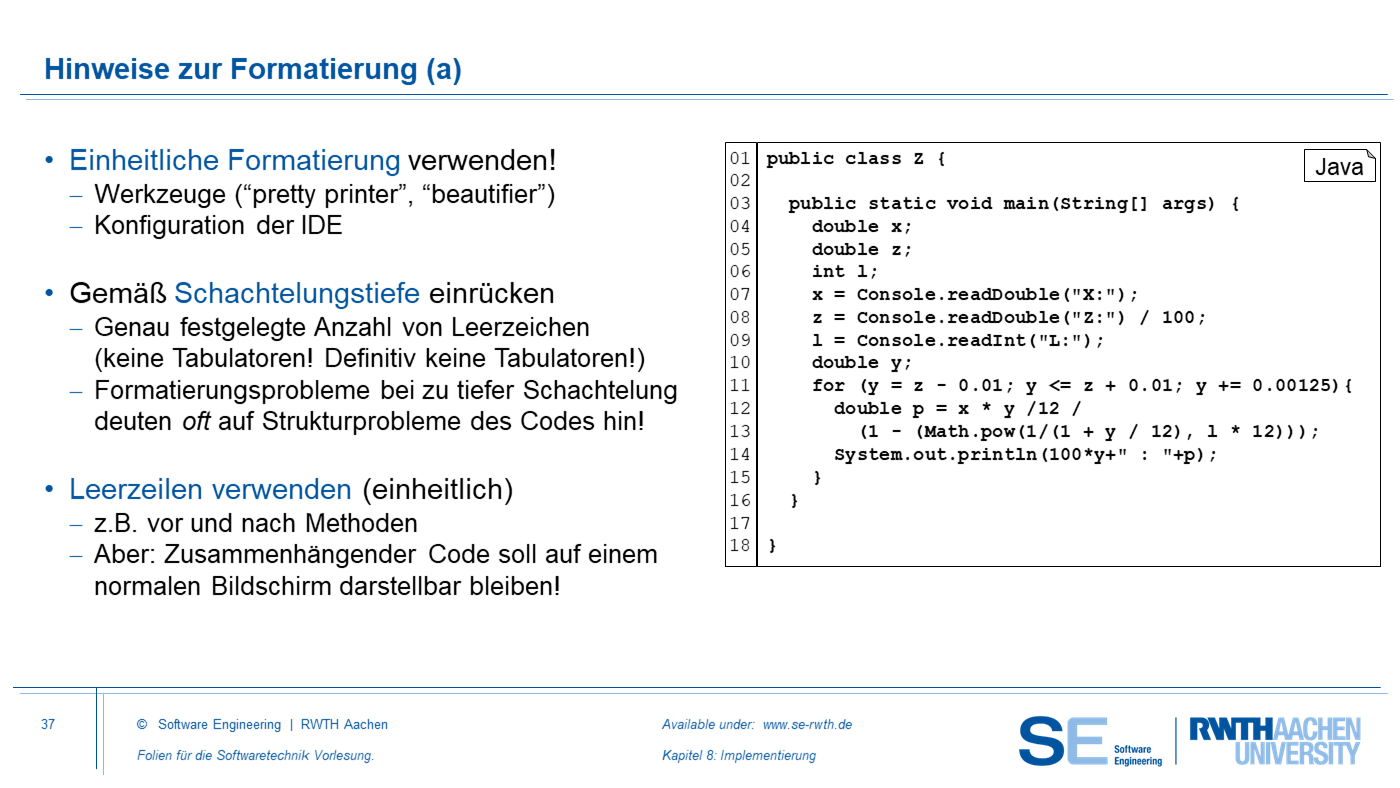 Hinweise zur Formatierung (a)
• Einheitliche Formatierung verwenden!
– Werkzeuge (“pretty printer”, “beautifier”)
– Konfiguration der IDE
• Gemäß Schachtelungstiefe einrücken
– Genau festgelegte Anzahl von Leerzeichen
(keine Tabulatoren! Definitiv keine Tabulatoren!)
– Formatierungsprobleme bei zu tiefer Schachtelung
deuten oft auf Strukturprobleme des Codes hin!
• Leerzeilen verwenden (einheitlich)
– z.B. vor und nach Methoden
– Aber: Zusammenhängender Code soll auf einem
normalen Bildschirm darstellbar bleiben!
Java
01 public class Z {
02
03   public static void main(String[] args) {
04     double x;
05     double z;
06     int l;
07     x = Console.readDouble("X:");
08     z = Console.readDouble("Z:") / 100;
09     l = Console.readInt("L:");
10     double y;
11     for (y = z - 0.01; y <= z + 0.01; y += 0.00125){
12       double p = x * y /12 /
13         (1 - (Math.pow(1/(1 + y / 12), l * 12)));
14       System.out.println(100*y+" : "+p);
15     }
16   }
17
18 }
37
© Software Engineering | RWTH Aachen
Folien für die Softwaretechnik Vorlesung.
Available under: www.se-rwth.de
Kapitel 8: Implementierung
SE Software
Engineering
RWTHAACHEN
UNIVERSITY